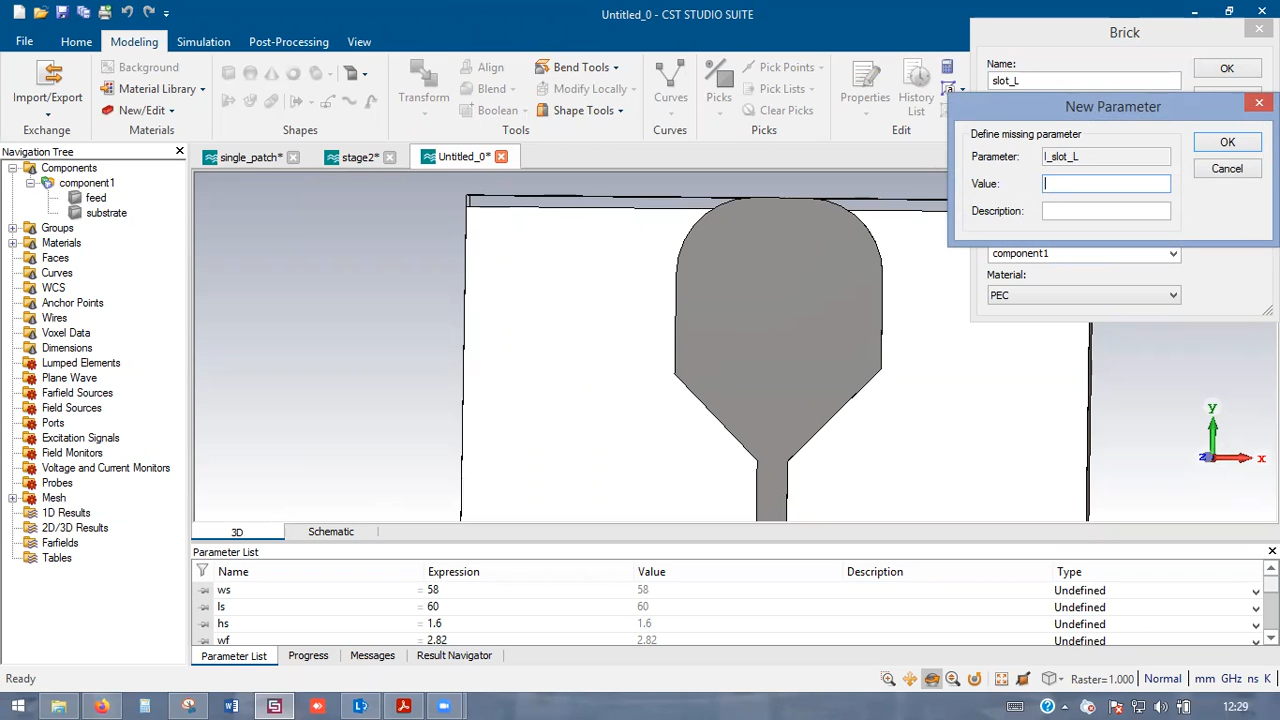 Untitled_0 - CST STUDIO SUITE
File
Home
Modeling
Simulation
Post-Processing
View
Import/Export
Exchange
Background
Material Library
New/Edit
Materials
Shapes
Transform
Align
Blend
Boolean
Bend Tools
Modify Locally
Shape Tools
Tools
Curves
Curves
Picks
Pick Points
Pick Lists
Clear Picks
Picks
Properties
History
List
Edit
Brick
Name:
slot_L
OK
New Parameter
Define missing parameter
Parameter:
l_slot_L
Value:
Description:
OK
Cancel
component1
Material:
PEC
Navigation Tree
Components
component1
feed
substrate
Groups
Materials
Faces
Curves
WCS
Anchor Points
Wires
Voxel Data
Dimensions
Lumped Elements
Plane Wave
Farfield Sources
Field Sources
Ports
Excitation Signals
Field Monitors
Voltage and Current Monitors
Probes
Mesh
1D Results
2D/3D Results
Farfields
Tables
single_patch*
stage2*
Untitled_0*
y
z
x
3D
Schematic
Parameter List
Name Expression Value Description Type
ws = 58 58 Undefined
ls = 60 60 Undefined
hs = 1.6 1.6 Undefined
wf = 2.82 2.82 Undefined
Parameter List
Progress
Messages
Result Navigator
Ready
Raster=1.000 Normal mm GHz ns K
12:29